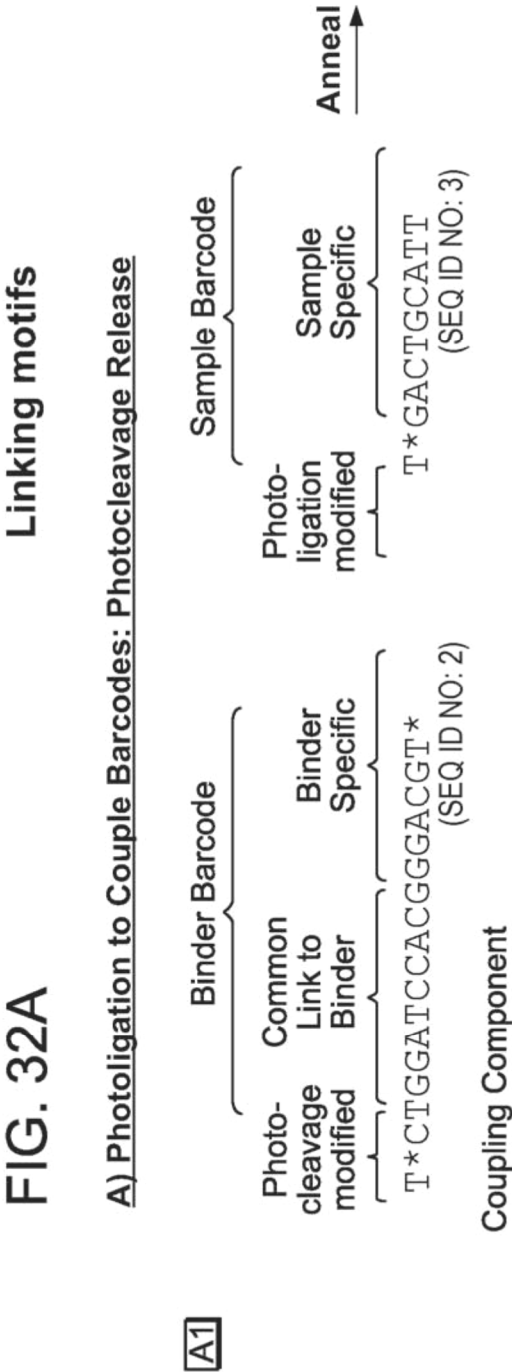 FIG. 32A
Linking motifs
A) Photoligation to Couple Barcodes: Photocleavage Release
A1
Binder Barcode
Sample Barcode
Photo-
cleavage
modified
Common
Link to
Binder
Binder
Specific
Photo-
ligation
modified
Sample
Specific
Anneal
T*CTGGATCCACGGGACGT*
(SEQ ID NO: 2)
T*GACTGCATT
(SEQ ID NO: 3)
Coupling Component